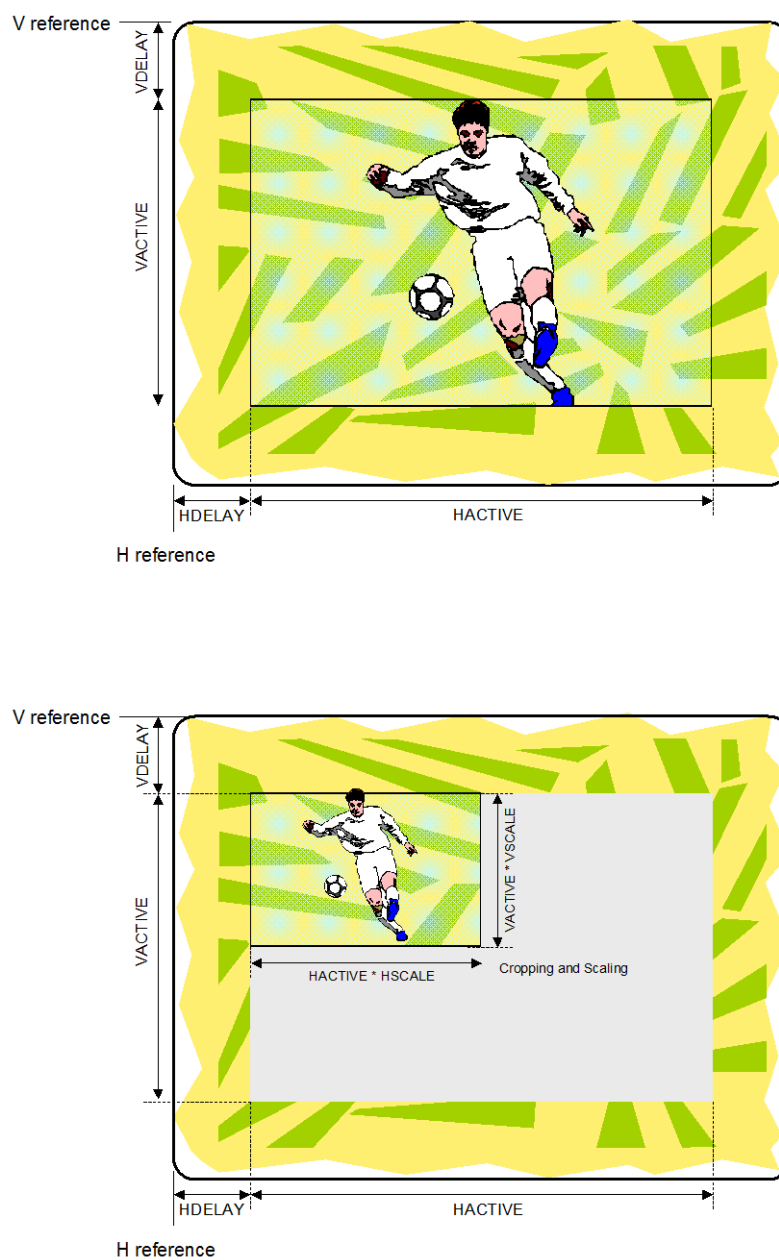 V reference
VDELAY
VACTIVE
HDELAY
HACTIVE
H reference
V reference
VDELAY
VACTIVE
VACTIVE * VSCALE
HACTIVE * HSCALE
Cropping and Scaling
HDELAY
HACTIVE
H reference